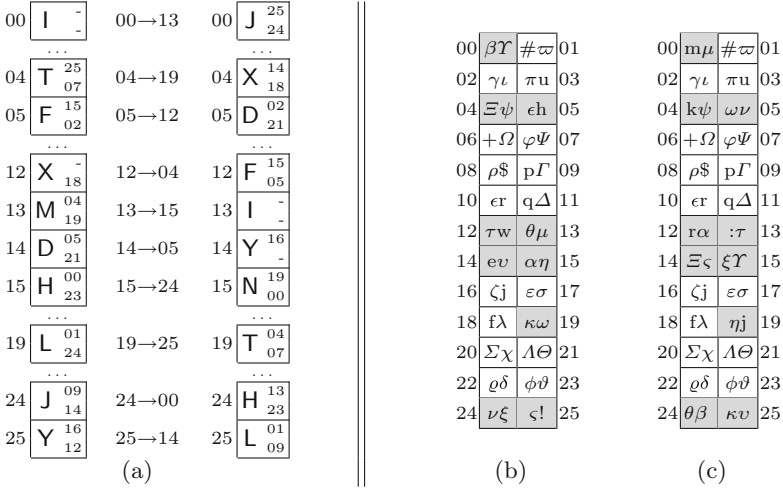 00 I - - 00→13 00 J 25 24
...
04 T 25 07 04→19 04 X 14 18
05 F 15 02 05→12 05 D 02 21
...
12 X - 18 12→04 12 F 15 05
13 M 04 19 13→15 13 I - -
14 D 05 21 14→05 14 Y 16 -
15 H 00 23 15→24 15 N 19 00
...
19 L 01 24 19→25 19 T 04 07
...
24 J 09 14 24→00 24 H 13 23
25 Y 16 12 25→14 25 L 01 09
(a)
00 βϒ #ϖ 01
02 γι πu 03
04 Ξψ ϵh 05
06 +Ω φΨ 07
08 ρ$ pΓ 09
10 ϵr qΔ 11
12 τw θμ 13
14 eυ αη 15
16 ζj εσ 17
18 fλ κω 19
20 Σχ ΛΘ 21
22 ϱδ ϕϑ 23
24 νξ ς! 25
(b)
00 mμ #ϖ 01
02 γι πu 03
04 kψ ων 05
06 +Ω φΨ 07
08 ρ$ pΓ 09
10 ϵr qΔ 11
12 rα :τ 13
14 Ξς ξϒ 15
16 ζj εσ 17
18 fλ ηj 19
20 Σχ ΛΘ 21
22 ϱδ ϕϑ 23
24 θβ κυ 25
(c)